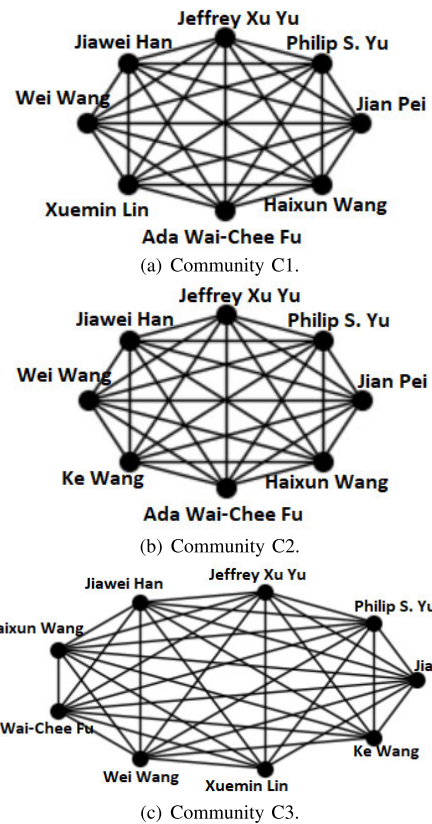 Jeffrey Xu Yu
Jiawei Han
Philip S. Yu
Wei Wang
Jian Pei
Xuemin Lin
Haixun Wang
Ada Wai-Chee Fu
(a) Community C1.
Jeffrey Xu Yu
Jiawei Han
Philip S. Yu
Wei Wang
Jian Pei
Ke Wang
Haixun Wang
Ada Wai-Chee Fu
(b) Community C2.
Jeffrey Xu Yu
Jiawei Han
Philip S. Yu
aixun Wang
Jia
Wai-Chee Fu
Ke Wang
Wei Wang
Xuemin Lin
(c) Community C3.